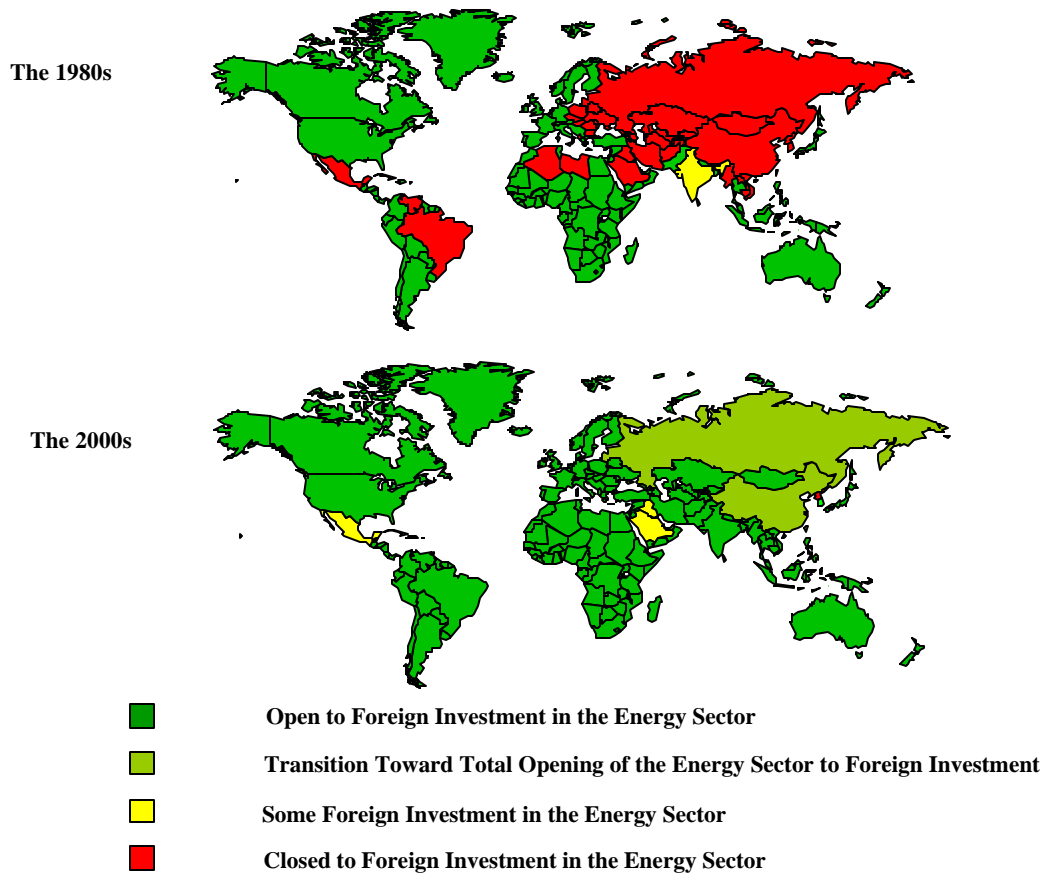 The 1980s
The 2000s
Open to Foreign Investment in the Energy Sector
Transition Toward Total Opening of the Energy Sector to Foreign Investment
Some Foreign Investment in the Energy Sector
Closed to Foreign Investment in the Energy Sector